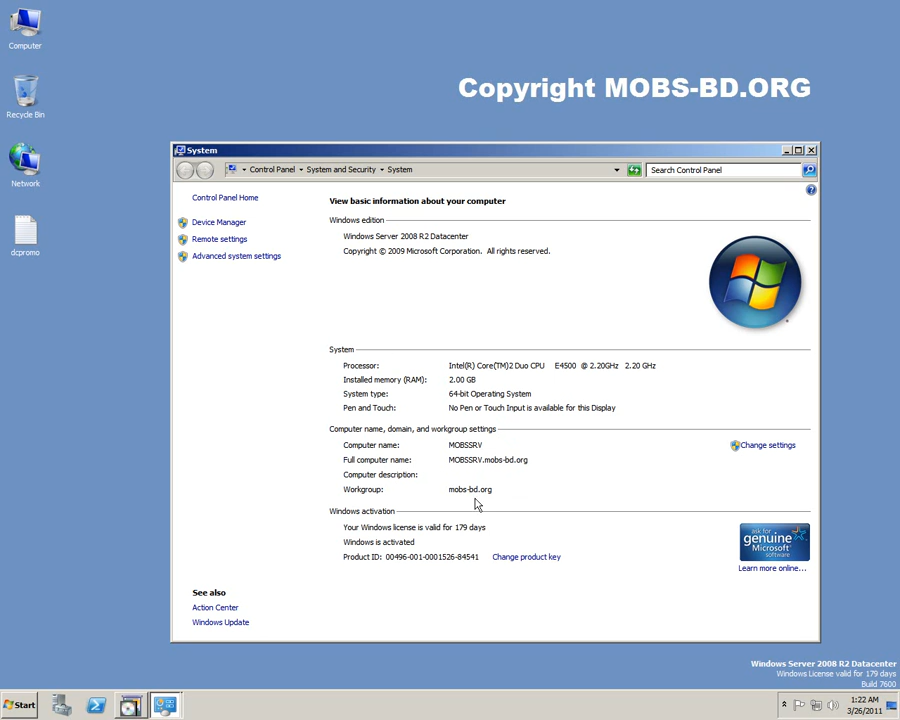 Computer
Recycle Bin
Network
dcpromo
Copyright MOBS-BD.ORG
System
Control Panel System and Security System
Search Control Panel
Control Panel Home
Device Manager
Remote settings
Advanced system settings
View basic information about your computer
Windows edition
Windows Server 2008 R2 Datacenter
Copyright © 2009 Microsoft Corporation. All rights reserved.
System
Processor: Intel(R) Core(TM)2 Duo CPU E4500 @ 2.20GHz 2.20 GHz
Installed memory (RAM): 2.00 GB
System type: 64-bit Operating System
Pen and Touch: No Pen or Touch Input is available for this Display
Computer name, domain, and workgroup settings
Computer name: MOBSSRV
Change settings
Full computer name: MOBSSRV.mobs-bd.org
Computer description:
Workgroup: mobs-bd.org
Windows activation
Your Windows license is valid for 179 days
Windows is activated
Product ID: 00496-001-0001526-84541 Change product key
ask for
genuine
Microsoft
software
Learn more online...
See also
Action Center
Windows Update
Windows Server 2008 R2 Datacenter
Windows License valid for 179 days
Build 7600
Start
1:22 AM
3/26/2011